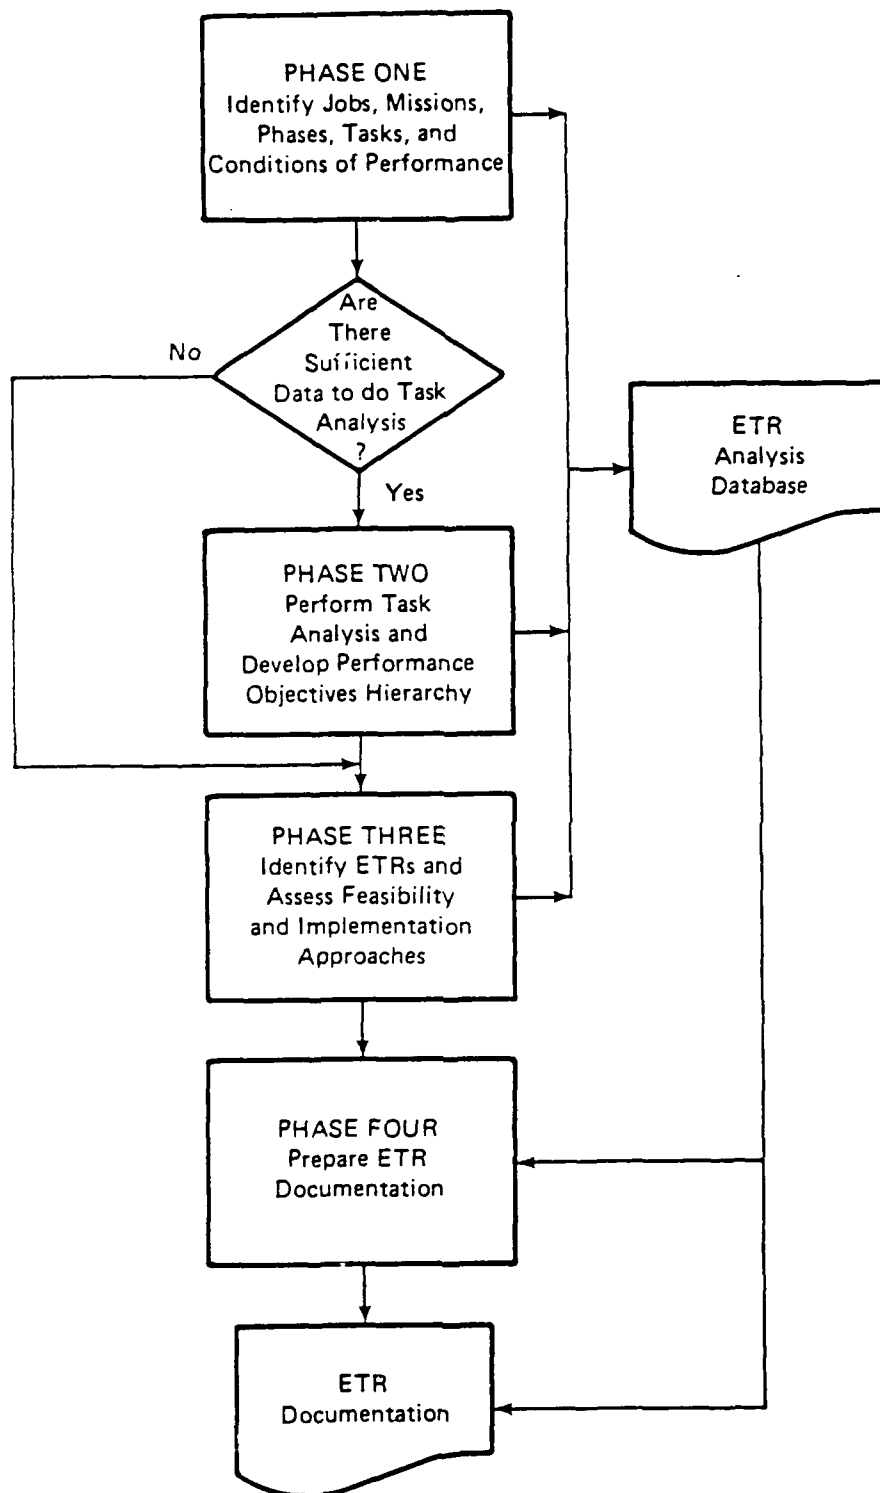 PHASE ONE
Identify Jobs, Missions,
Phases, Tasks, and
Conditions of Performance
Are
There
Sufficient
Data to do Task
Analysis
?
No
Yes
ETR
Analysis
Database
PHASE TWO
Perform Task
Analysis and
Develop Performance
Objectives Hierarchy
PHASE THREE
Identify ETRs and
Assess Feasibility
and Implementation
Approaches
PHASE FOUR
Prepare ETR
Documentation
ETR
Documentation